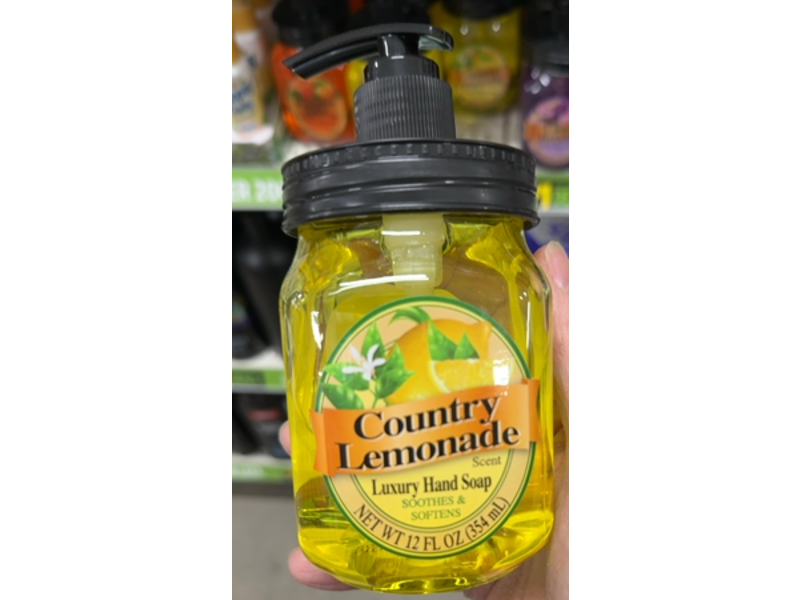 Country
Lemonade
Scent
Luxury Hand Soap
SOOTHES &
SOFTENS
NET WT 12 FL OZ (354 mL)